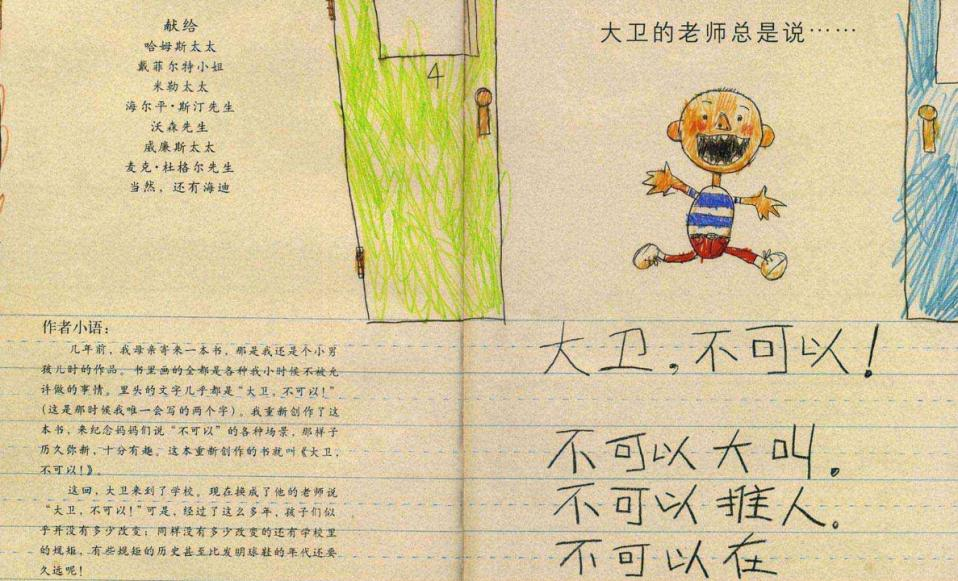 献给
哈姆斯太太
戴菲尔特小姐
米勒太太
海尔平·斯汀先生
沃森先生
威廉斯太太
麦克·杜格尔先生
当然，还有海迪
4
作者小语：
几年前，我母亲寄来一本书，那是我还是个小男
孩儿时的作品。书里画的全都是各种我小时候不被允
许做的事情。里头的文字几乎都是“大卫，不可以！”
（这是那时候我唯一会写的两个字）。我重新创作了这
本书，来纪念妈妈们说“不可以”的各种场景，那样子
历久弥新，十分有趣。这本重新创作的书就叫《大卫，
不可以！》。
这回，大卫来到了学校。现在换成了他的老师说
“大卫，不可以！”可是，经过了这么多年，孩子们似
乎并没有多少改变；同样没有多少改变的还有学校里
的规矩，有些规矩的历史甚至比发明球鞋的年代还要
久远呢！
大卫的老师总是说……
大卫，不可以！
不可以大叫。
不可以推人。
不可以在